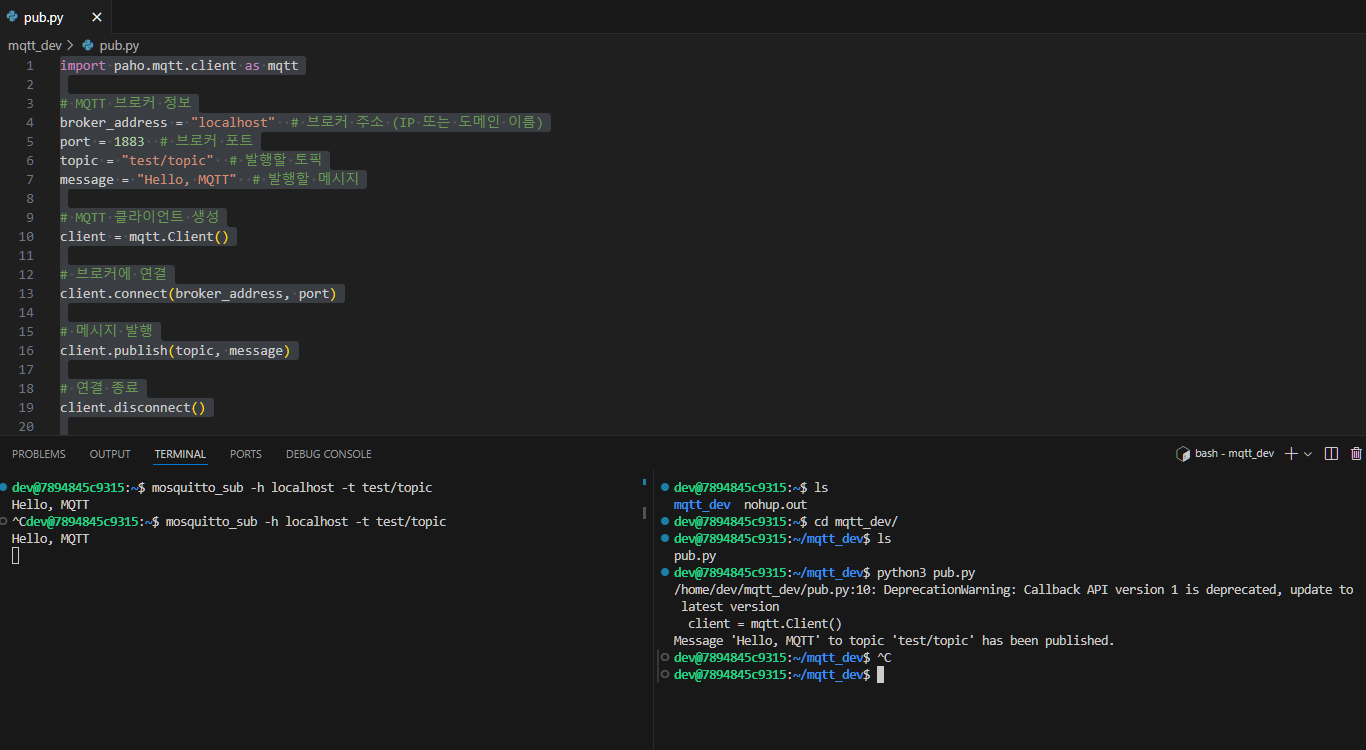 pub.py
mqtt_dev > pub.py
1 import paho.mqtt.client as mqtt
2
3 # MQTT 브로커 정보
4 broker_address = "localhost"  # 브로커 주소 (IP 또는 도메인 이름)
5 port = 1883  # 브로커 포트
6 topic = "test/topic"  # 발행할 토픽
7 message = "Hello, MQTT"  # 발행할 메시지
8
9 # MQTT 클라이언트 생성
10 client = mqtt.Client()
11
12 # 브로커에 연결
13 client.connect(broker_address, port)
14
15 # 메시지 발행
16 client.publish(topic, message)
17
18 # 연결 종료
19 client.disconnect()
20
PROBLEMS OUTPUT TERMINAL PORTS DEBUG CONSOLE
bash - mqtt_dev
dev@7894845c9315:~$ mosquitto_sub -h localhost -t test/topic
Hello, MQTT
^Cdev@7894845c9315:~$ mosquitto_sub -h localhost -t test/topic
Hello, MQTT
dev@7894845c9315:~$ ls
mqtt_dev  nohup.out
dev@7894845c9315:~$ cd mqtt_dev/
dev@7894845c9315:~/mqtt_dev$ ls
pub.py
dev@7894845c9315:~/mqtt_dev$ python3 pub.py
/home/dev/mqtt_dev/pub.py:10: DeprecationWarning: Callback API version 1 is deprecated, update to
latest version
client = mqtt.Client()
Message 'Hello, MQTT' to topic 'test/topic' has been published.
dev@7894845c9315:~/mqtt_dev$ ^C
dev@7894845c9315:~/mqtt_dev$